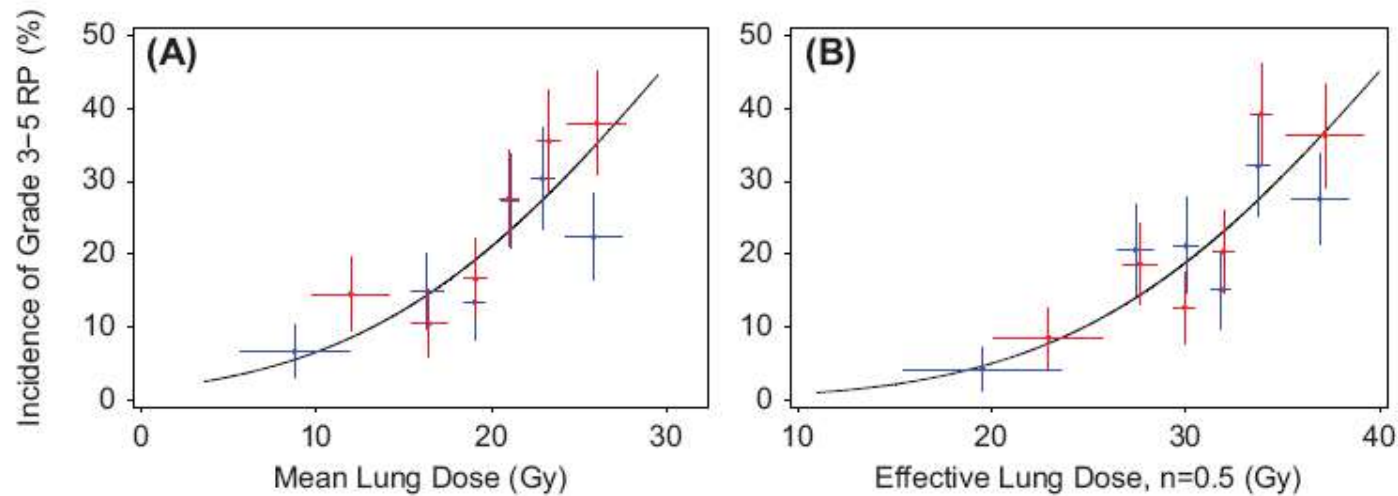 Incidence of Grade 3−5 RP (%)
(A)
50
40
30
20
10
0
0 10 20 30
Mean Lung Dose (Gy)
(B)
50
40
30
20
10
0
10 20 30 40
Effective Lung Dose, n=0.5 (Gy)